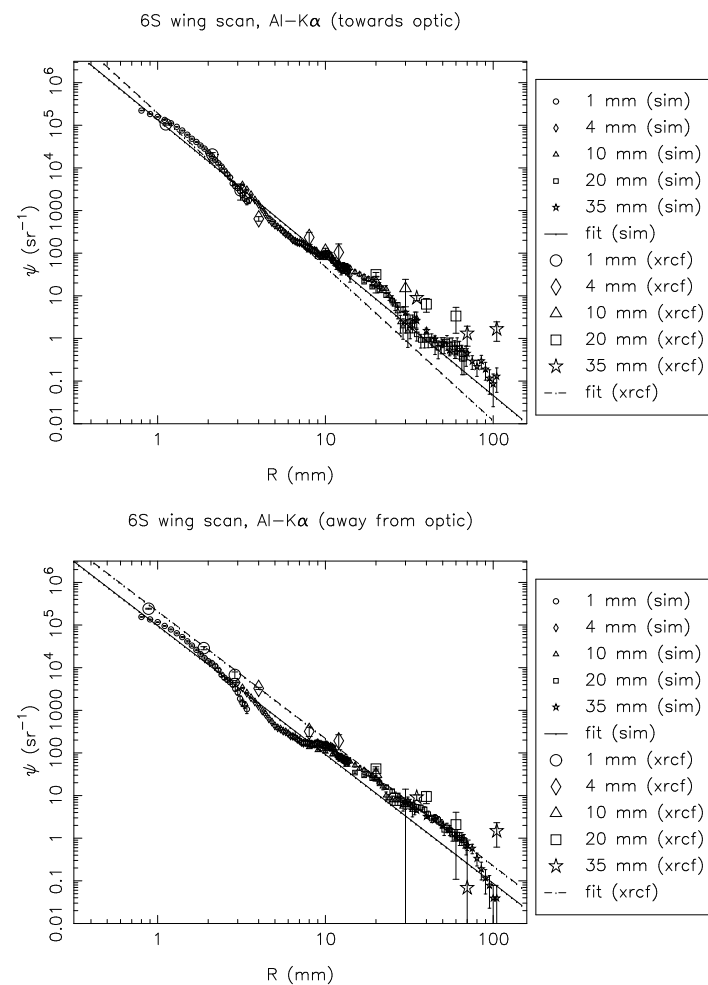 6S wing scan, Al−Kα (towards optic)
10⁶
10⁵
10⁴
1000
100
10
1
0.1
0.01
ψ (sr⁻¹)
1 10 100
R (mm)
1 mm (sim)
4 mm (sim)
10 mm (sim)
20 mm (sim)
35 mm (sim)
fit (sim)
1 mm (xrcf)
4 mm (xrcf)
10 mm (xrcf)
20 mm (xrcf)
35 mm (xrcf)
fit (xrcf)
6S wing scan, Al−Kα (away from optic)
10⁶
10⁵
10⁴
1000
100
10
1
0.1
0.01
ψ (sr⁻¹)
1 10 100
R (mm)
1 mm (sim)
4 mm (sim)
10 mm (sim)
20 mm (sim)
35 mm (sim)
fit (sim)
1 mm (xrcf)
4 mm (xrcf)
10 mm (xrcf)
20 mm (xrcf)
35 mm (xrcf)
fit (xrcf)